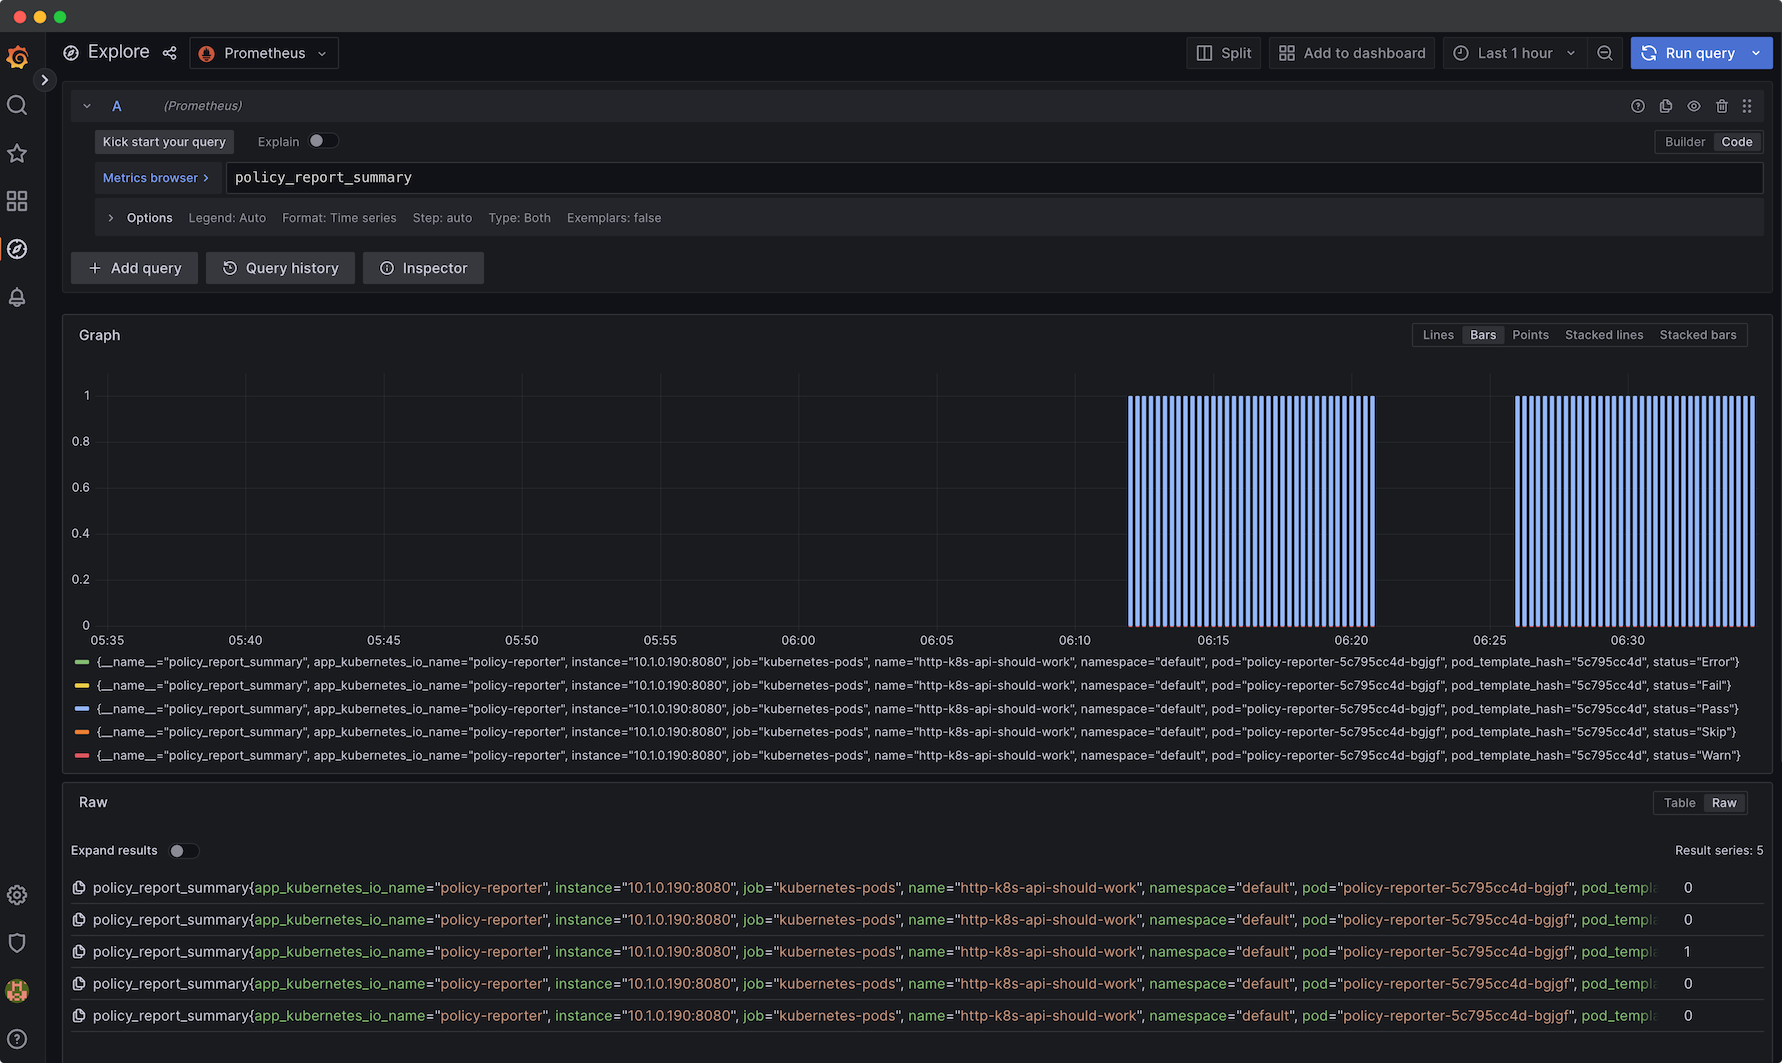 Explore
Prometheus
Split
Add to dashboard
Last 1 hour
Run query
A
(Prometheus)
Kick start your query
Explain
Builder
Code
Metrics browser >
policy_report_summary
Options
Legend: Auto
Format: Time series
Step: auto
Type: Both
Exemplars: false
+ Add query
Query history
Inspector
Graph
Lines
Bars
Points
Stacked lines
Stacked bars
1
0.8
0.6
0.4
0.2
0
05:35
05:40
05:45
05:50
05:55
06:00
06:05
06:10
06:15
06:20
06:25
06:30
{__name__="policy_report_summary", app_kubernetes_io_name="policy-reporter", instance="10.1.0.190:8080", job="kubernetes-pods", name="http-k8s-api-should-work", namespace="default", pod="policy-reporter-5c795cc4d-bgjgf", pod_template_hash="5c795cc4d", status="Error"}
{__name__="policy_report_summary", app_kubernetes_io_name="policy-reporter", instance="10.1.0.190:8080", job="kubernetes-pods", name="http-k8s-api-should-work", namespace="default", pod="policy-reporter-5c795cc4d-bgjgf", pod_template_hash="5c795cc4d", status="Fail"}
{__name__="policy_report_summary", app_kubernetes_io_name="policy-reporter", instance="10.1.0.190:8080", job="kubernetes-pods", name="http-k8s-api-should-work", namespace="default", pod="policy-reporter-5c795cc4d-bgjgf", pod_template_hash="5c795cc4d", status="Pass"}
{__name__="policy_report_summary", app_kubernetes_io_name="policy-reporter", instance="10.1.0.190:8080", job="kubernetes-pods", name="http-k8s-api-should-work", namespace="default", pod="policy-reporter-5c795cc4d-bgjgf", pod_template_hash="5c795cc4d", status="Skip"}
{__name__="policy_report_summary", app_kubernetes_io_name="policy-reporter", instance="10.1.0.190:8080", job="kubernetes-pods", name="http-k8s-api-should-work", namespace="default", pod="policy-reporter-5c795cc4d-bgjgf", pod_template_hash="5c795cc4d", status="Warn"}
Raw
Table
Raw
Expand results
Result series: 5
policy_report_summary{app_kubernetes_io_name="policy-reporter", instance="10.1.0.190:8080", job="kubernetes-pods", name="http-k8s-api-should-work", namespace="default", pod="policy-reporter-5c795cc4d-bgjgf", pod_templa 0
policy_report_summary{app_kubernetes_io_name="policy-reporter", instance="10.1.0.190:8080", job="kubernetes-pods", name="http-k8s-api-should-work", namespace="default", pod="policy-reporter-5c795cc4d-bgjgf", pod_templa 0
policy_report_summary{app_kubernetes_io_name="policy-reporter", instance="10.1.0.190:8080", job="kubernetes-pods", name="http-k8s-api-should-work", namespace="default", pod="policy-reporter-5c795cc4d-bgjgf", pod_templa 1
policy_report_summary{app_kubernetes_io_name="policy-reporter", instance="10.1.0.190:8080", job="kubernetes-pods", name="http-k8s-api-should-work", namespace="default", pod="policy-reporter-5c795cc4d-bgjgf", pod_templa 0
policy_report_summary{app_kubernetes_io_name="policy-reporter", instance="10.1.0.190:8080", job="kubernetes-pods", name="http-k8s-api-should-work", namespace="default", pod="policy-reporter-5c795cc4d-bgjgf", pod_templa 0